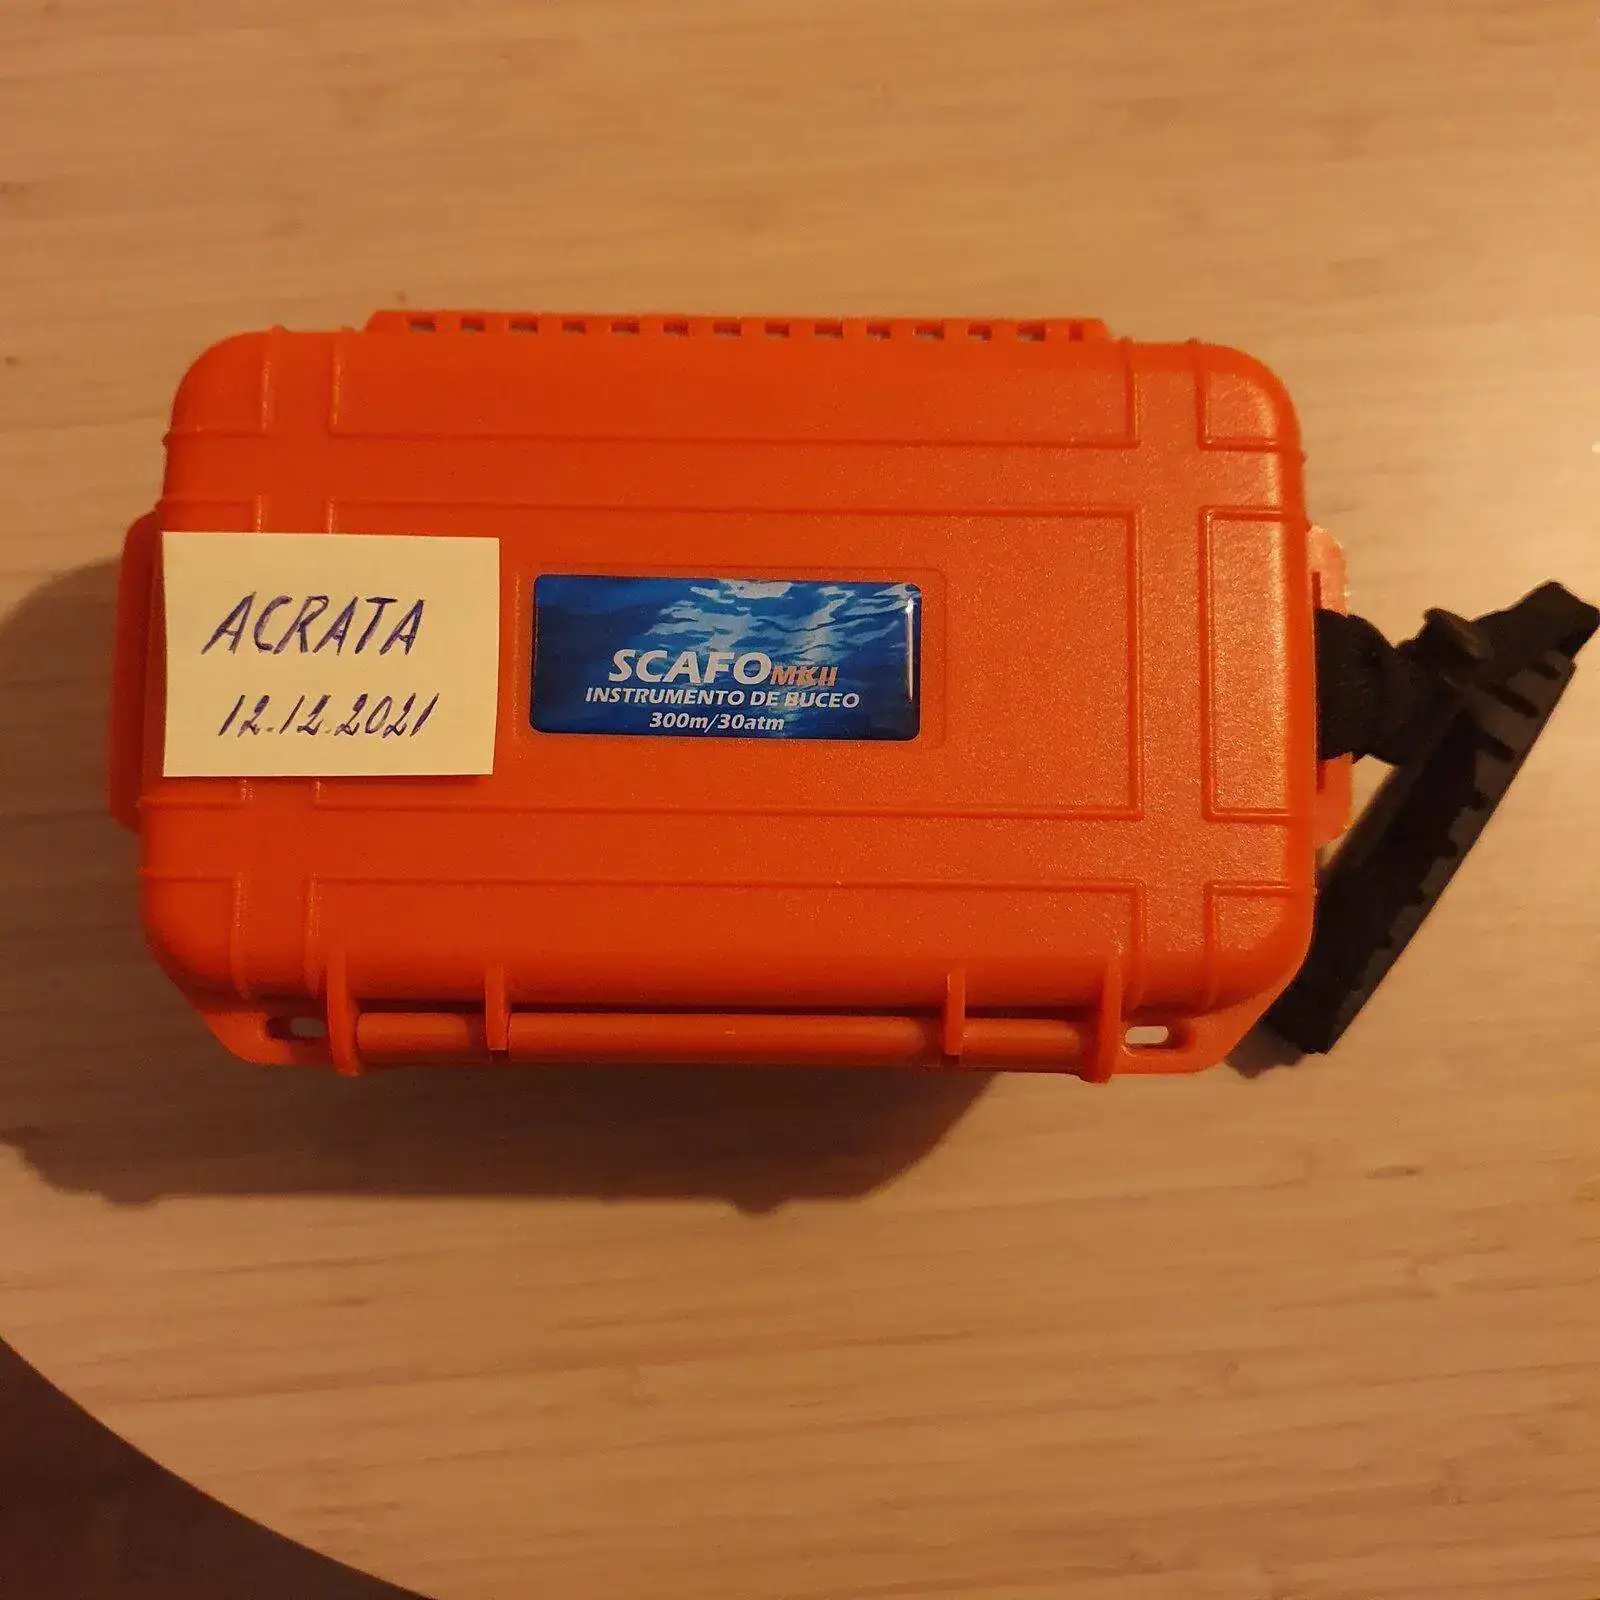 ACRATA
12.12.2021
SCAFO MKII
INSTRUMENTO DE BUCEO
300m/30atm